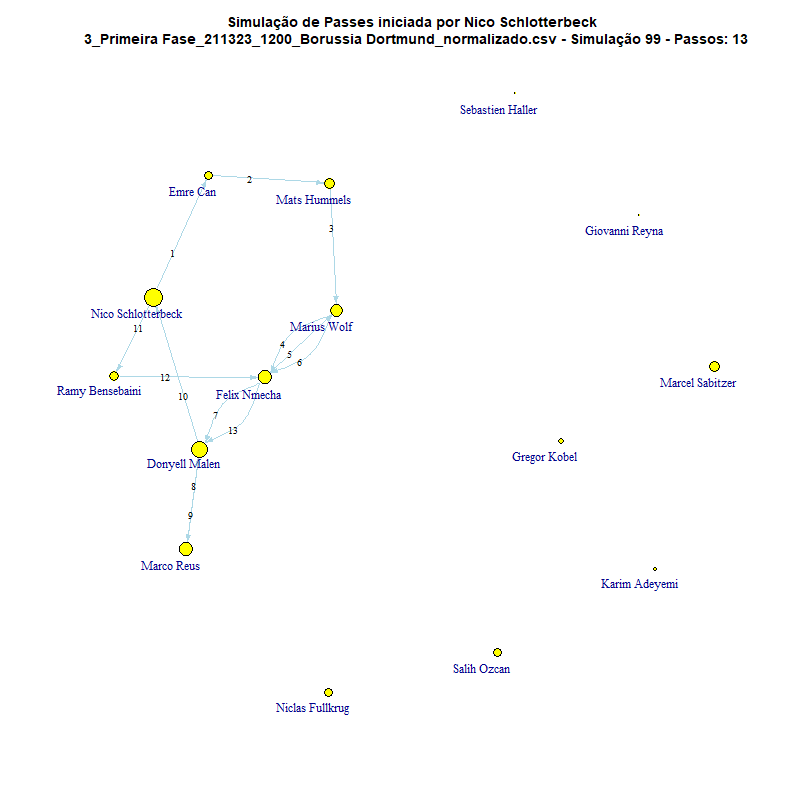 Simulação de Passes iniciada por Nico Schlotterbeck
3_Primeira Fase_211323_1200_Borussia Dortmund_normalizado.csv - Simulação 99 - Passos: 13
Sebastien Haller
Emre Can
2
Mats Hummels
3
Giovanni Reyna
1
Nico Schlotterbeck
11
Marius Wolf
4
5
6
Ramy Bensebaini
12
Felix Nmecha
10
Marcel Sabitzer
7
13
Donyell Malen
Gregor Kobel
8
9
Marco Reus
Karim Adeyemi
Salih Ozcan
Niclas Fullkrug